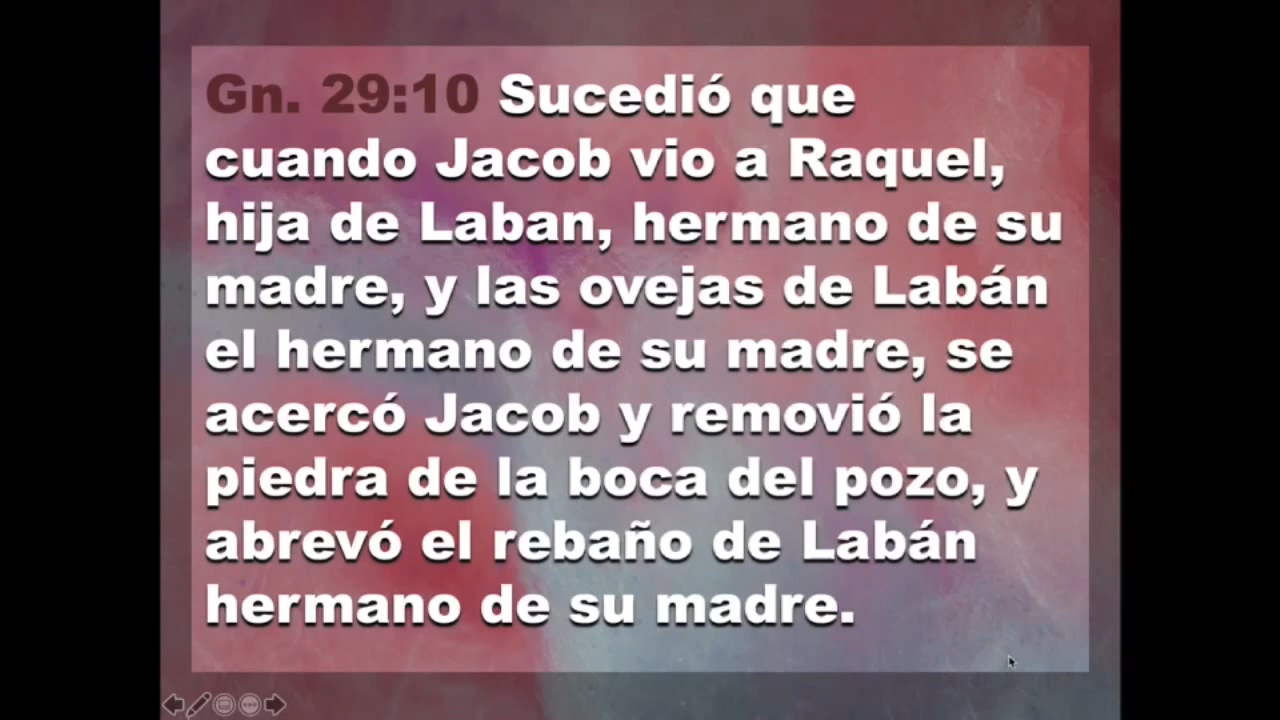 Gn. 29:10 Sucedió que
cuando Jacob vio a Raquel,
hija de Laban, hermano de su
madre, y las ovejas de Labán
el hermano de su madre, se
acercó Jacob y removió la
piedra de la boca del pozo, y
abrevó el rebaño de Labán
hermano de su madre.